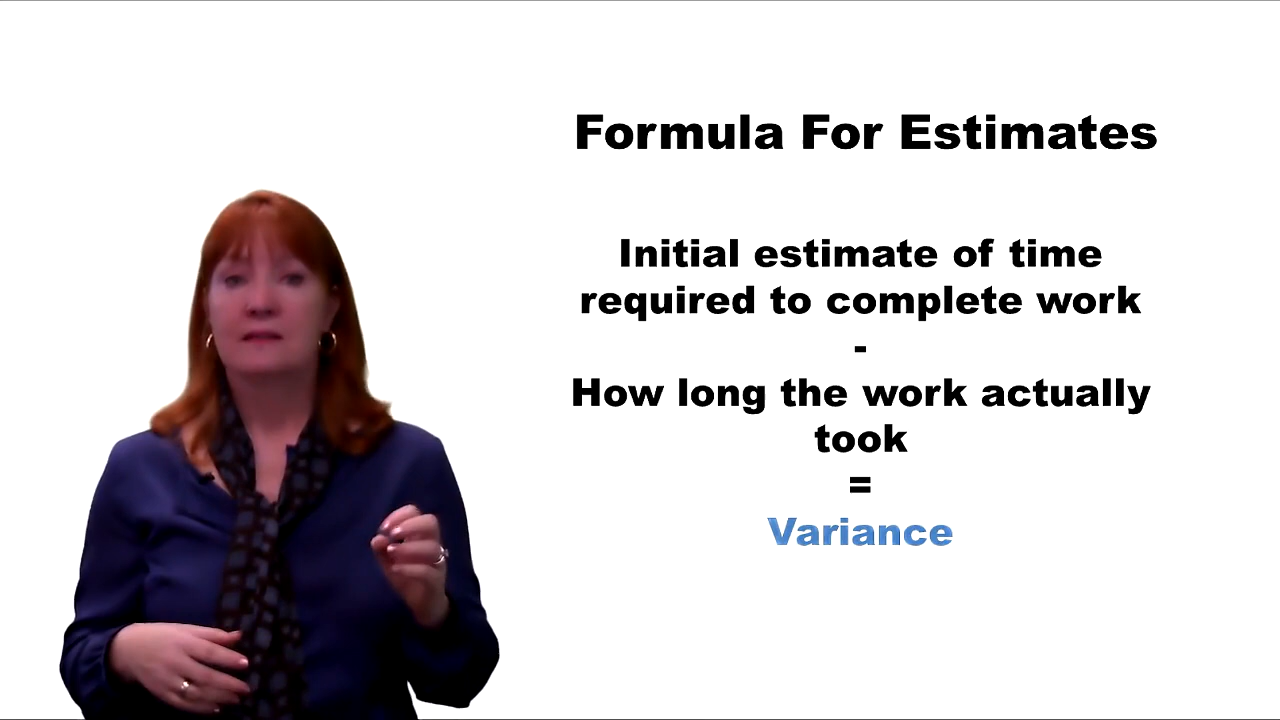 Formula For Estimates
Initial estimate of time
required to complete work
-
How long the work actually
took
=
Variance